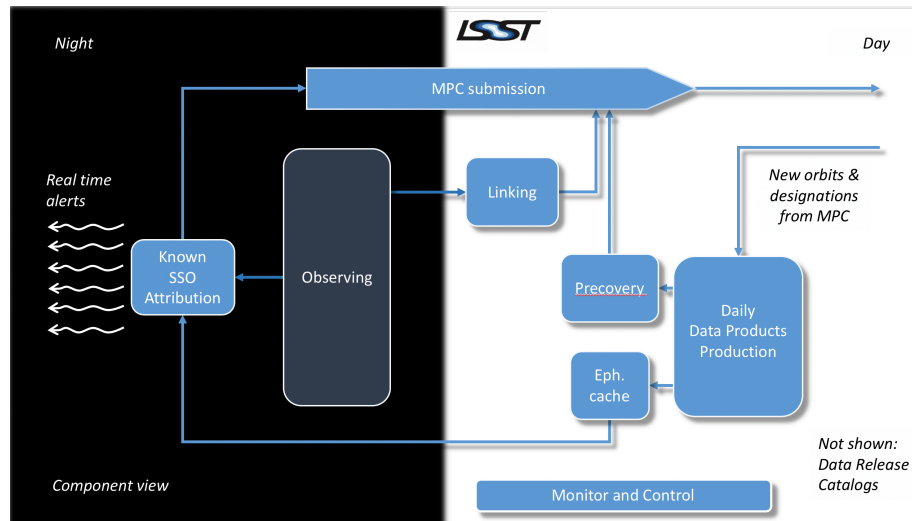 Night
LSST
Day
MPC submission
Real time
alerts
Linking
New orbits &
designations
from MPC
Known
SSO
Attribution
Observing
Precovery
Daily
Data Products
Production
Eph.
cache
Not shown:
Data Release
Catalogs
Component view
Monitor and Control